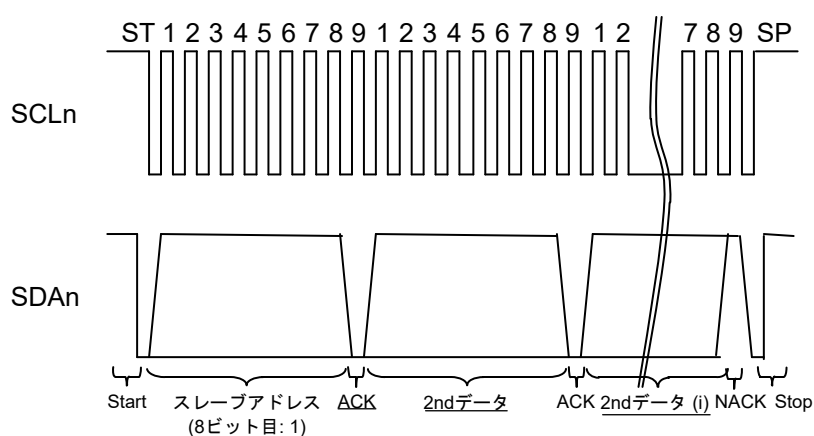 ST 1 2 3 4 5 6 7 8 9 1 2 3 4 5 6 7 8 9 1 2 7 8 9 SP
SCLn
SDAn
Start スレーブアドレス ACK 2ndデータ ACK 2ndデータ (i) NACK Stop
(8ビット目: 1)